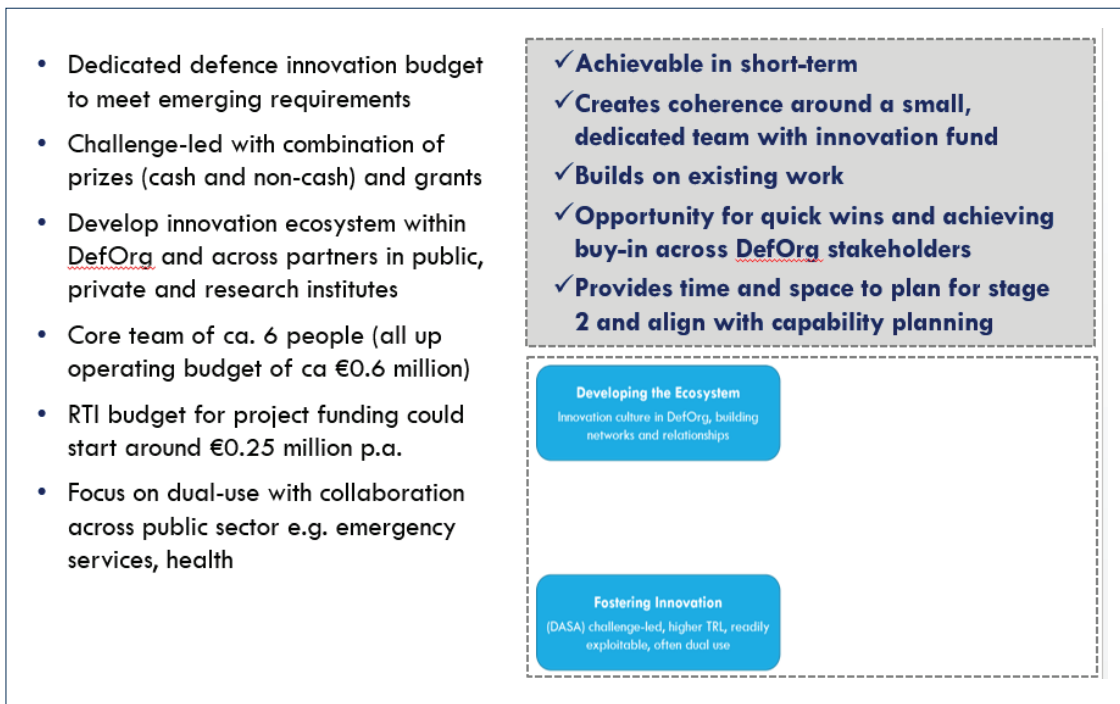 • Dedicated defence innovation budget
to meet emerging requirements
• Challenge-led with combination of
prizes (cash and non-cash) and grants
• Develop innovation ecosystem within
DefOrg and across partners in public,
private and research institutes
• Core team of ca. 6 people (all up
operating budget of ca €0.6 million)
• RTI budget for project funding could
start around €0.25 million p.a.
• Focus on dual-use with collaboration
across public sector e.g. emergency
services, health
✓Achievable in short-term
✓Creates coherence around a small,
dedicated team with innovation fund
✓Builds on existing work
✓Opportunity for quick wins and achieving
buy-in across DefOrg stakeholders
✓Provides time and space to plan for stage
2 and align with capability planning
Developing the Ecosystem
Innovation culture in DefOrg, building
networks and relationships
Fostering Innovation
(DASA) challenge-led, higher TRL, readily
exploitable, often dual use